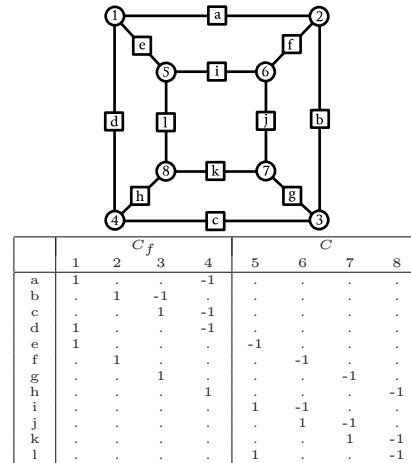 1 a 2
e f
5 i 6
d l j b
8 k 7
h g
4 c 3
C_f C
1 2 3 4 5 6 7 8
a 1 . . -1 . . . .
b . 1 -1 . . . . .
c . . 1 -1 . . . .
d 1 . . -1 . . . .
e 1 . . . -1 . . .
f . 1 . . . -1 . .
g . . 1 . . . -1 .
h . . . 1 . . . -1
i . . . . 1 -1 . .
j . . . . . 1 -1 .
k . . . . . . 1 -1
l . . . . 1 . . -1